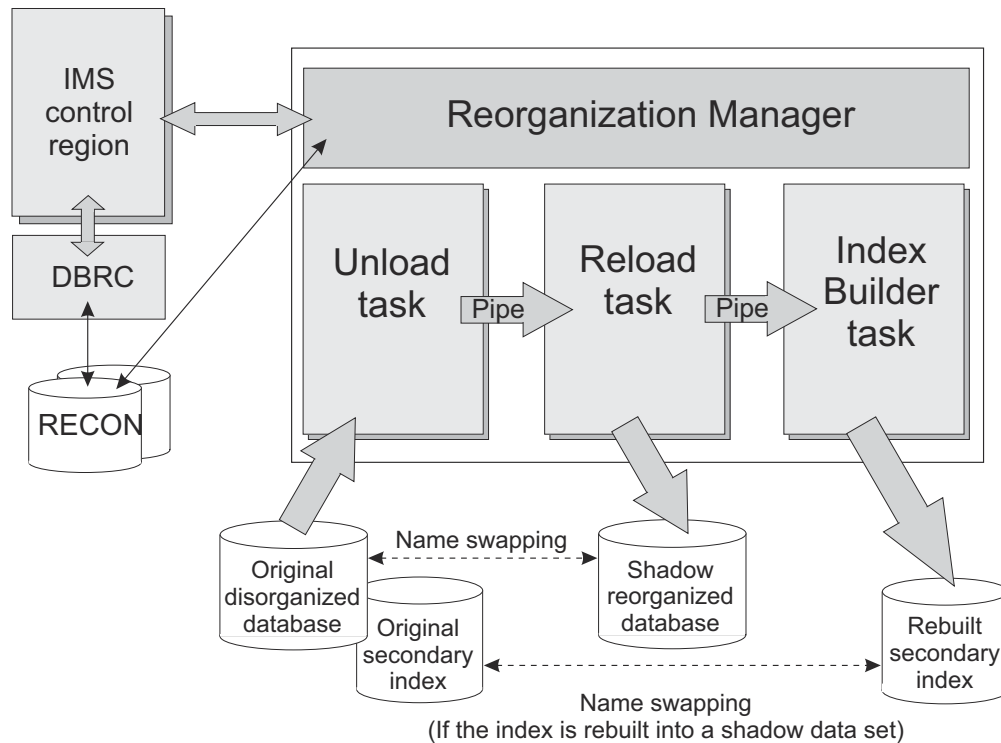 IMS
control
region
Reorganization Manager
DBRC
RECON
Unload
task
Pipe
Reload
task
Pipe
Index
Builder
task
Name swapping
Original
disorganized
database
Original
secondary
index
Shadow
reorganized
database
Rebuilt
secondary
index
Name swapping
(If the index is rebuilt into a shadow data set)